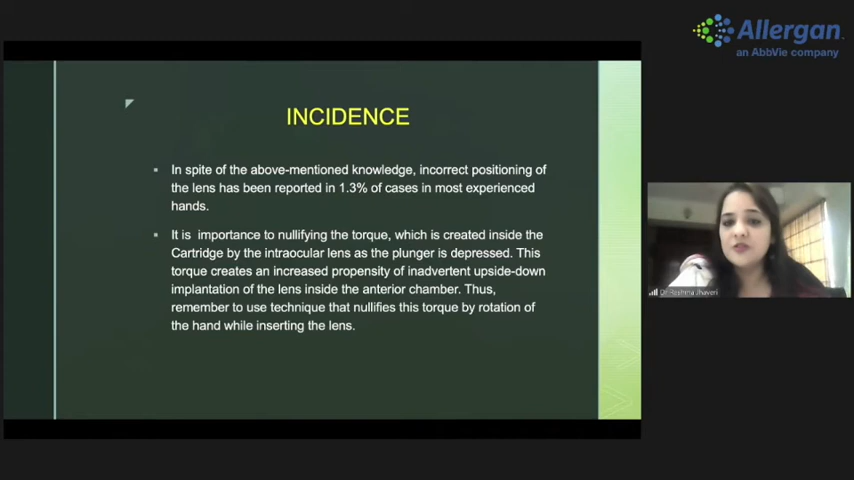 Allergan
an AbbVie company
INCIDENCE
▪ In spite of the above-mentioned knowledge, incorrect positioning of
the lens has been reported in 1.3% of cases in most experienced
hands.
▪ It is importance to nullifying the torque, which is created inside the
Cartridge by the intraocular lens as the plunger is depressed. This
torque creates an increased propensity of inadvertent upside-down
implantation of the lens inside the anterior chamber. Thus,
remember to use technique that nullifies this torque by rotation of
the hand while inserting the lens.
Dr Reshma Jhaveri